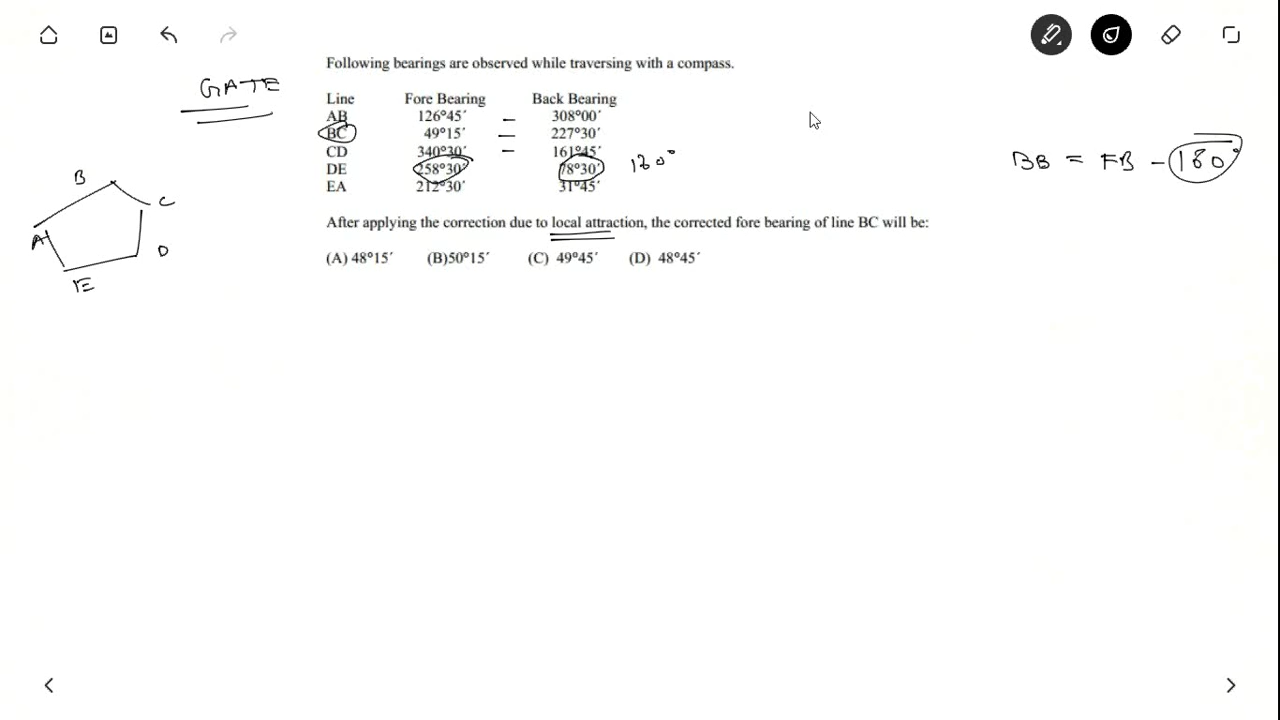 GATE
Following bearings are observed while traversing with a compass.
Line Fore Bearing Back Bearing
AB 126°45′ – 308°00′
BC 49°15′ – 227°30′
CD 340°30′ – 161°45′
DE 258°30′ 78°30′ 180°
EA 212°30′ 31°45′
BB = FB - 180°
After applying the correction due to local attraction, the corrected fore bearing of line BC will be:
(A) 48°15′ (B)50°15′ (C) 49°45′ (D) 48°45′
B
C
A
D
E